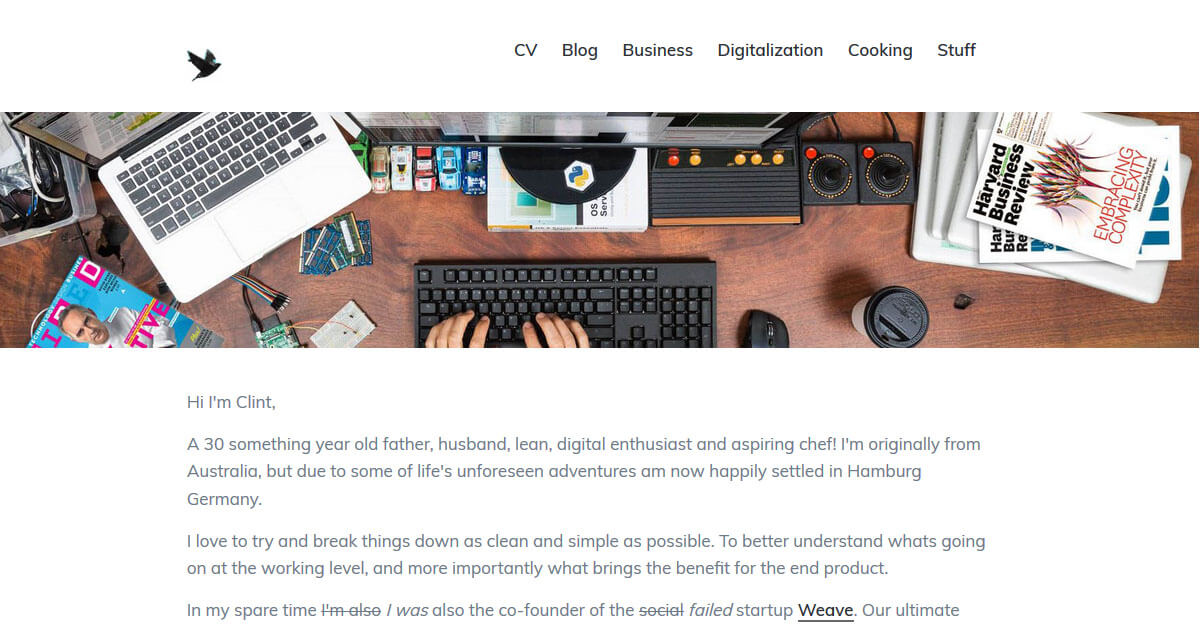 CV Blog Business Digitalization Cooking Stuff
Harvard
Business
Review
EMBRACING
COMPLEXITY
Hi I'm Clint,
A 30 something year old father, husband, lean, digital enthusiast and aspiring chef! I'm originally from
Australia, but due to some of life's unforeseen adventures am now happily settled in Hamburg
Germany.
I love to try and break things down as clean and simple as possible. To better understand whats going
on at the working level, and more importantly what brings the benefit for the end product.
In my spare time I'm also I was also the co-founder of the social failed startup Weave. Our ultimate